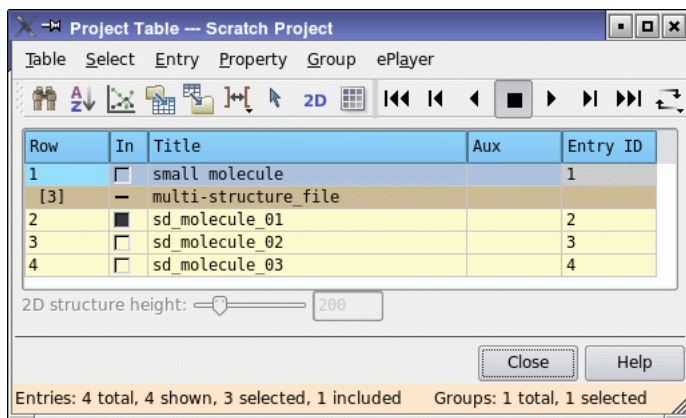 Project Table --- Scratch Project
Table Select Entry Property Group ePlayer
A Z 2D
Row In Title Aux Entry ID
1 small molecule 1
[3] multi-structure_file
2 sd_molecule_01 2
3 sd_molecule_02 3
4 sd_molecule_03 4
2D structure height: 200
Close Help
Entries: 4 total, 4 shown, 3 selected, 1 included Groups: 1 total, 1 selected